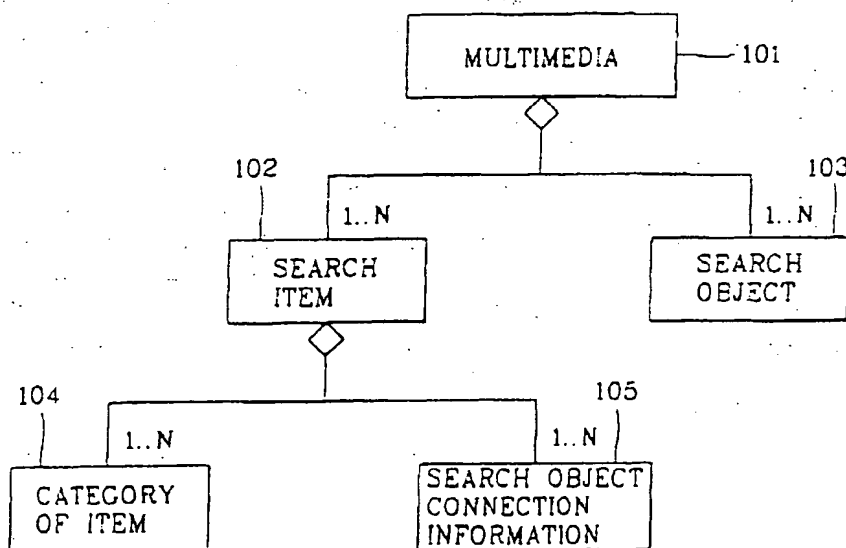 MULTIMEDIA
101
102
103
1..N
1..N
SEARCH
ITEM
SEARCH
OBJECT
104
105
1..N
1..N
CATEGORY
OF ITEM
SEARCH OBJECT
CONNECTION
INFORMATION